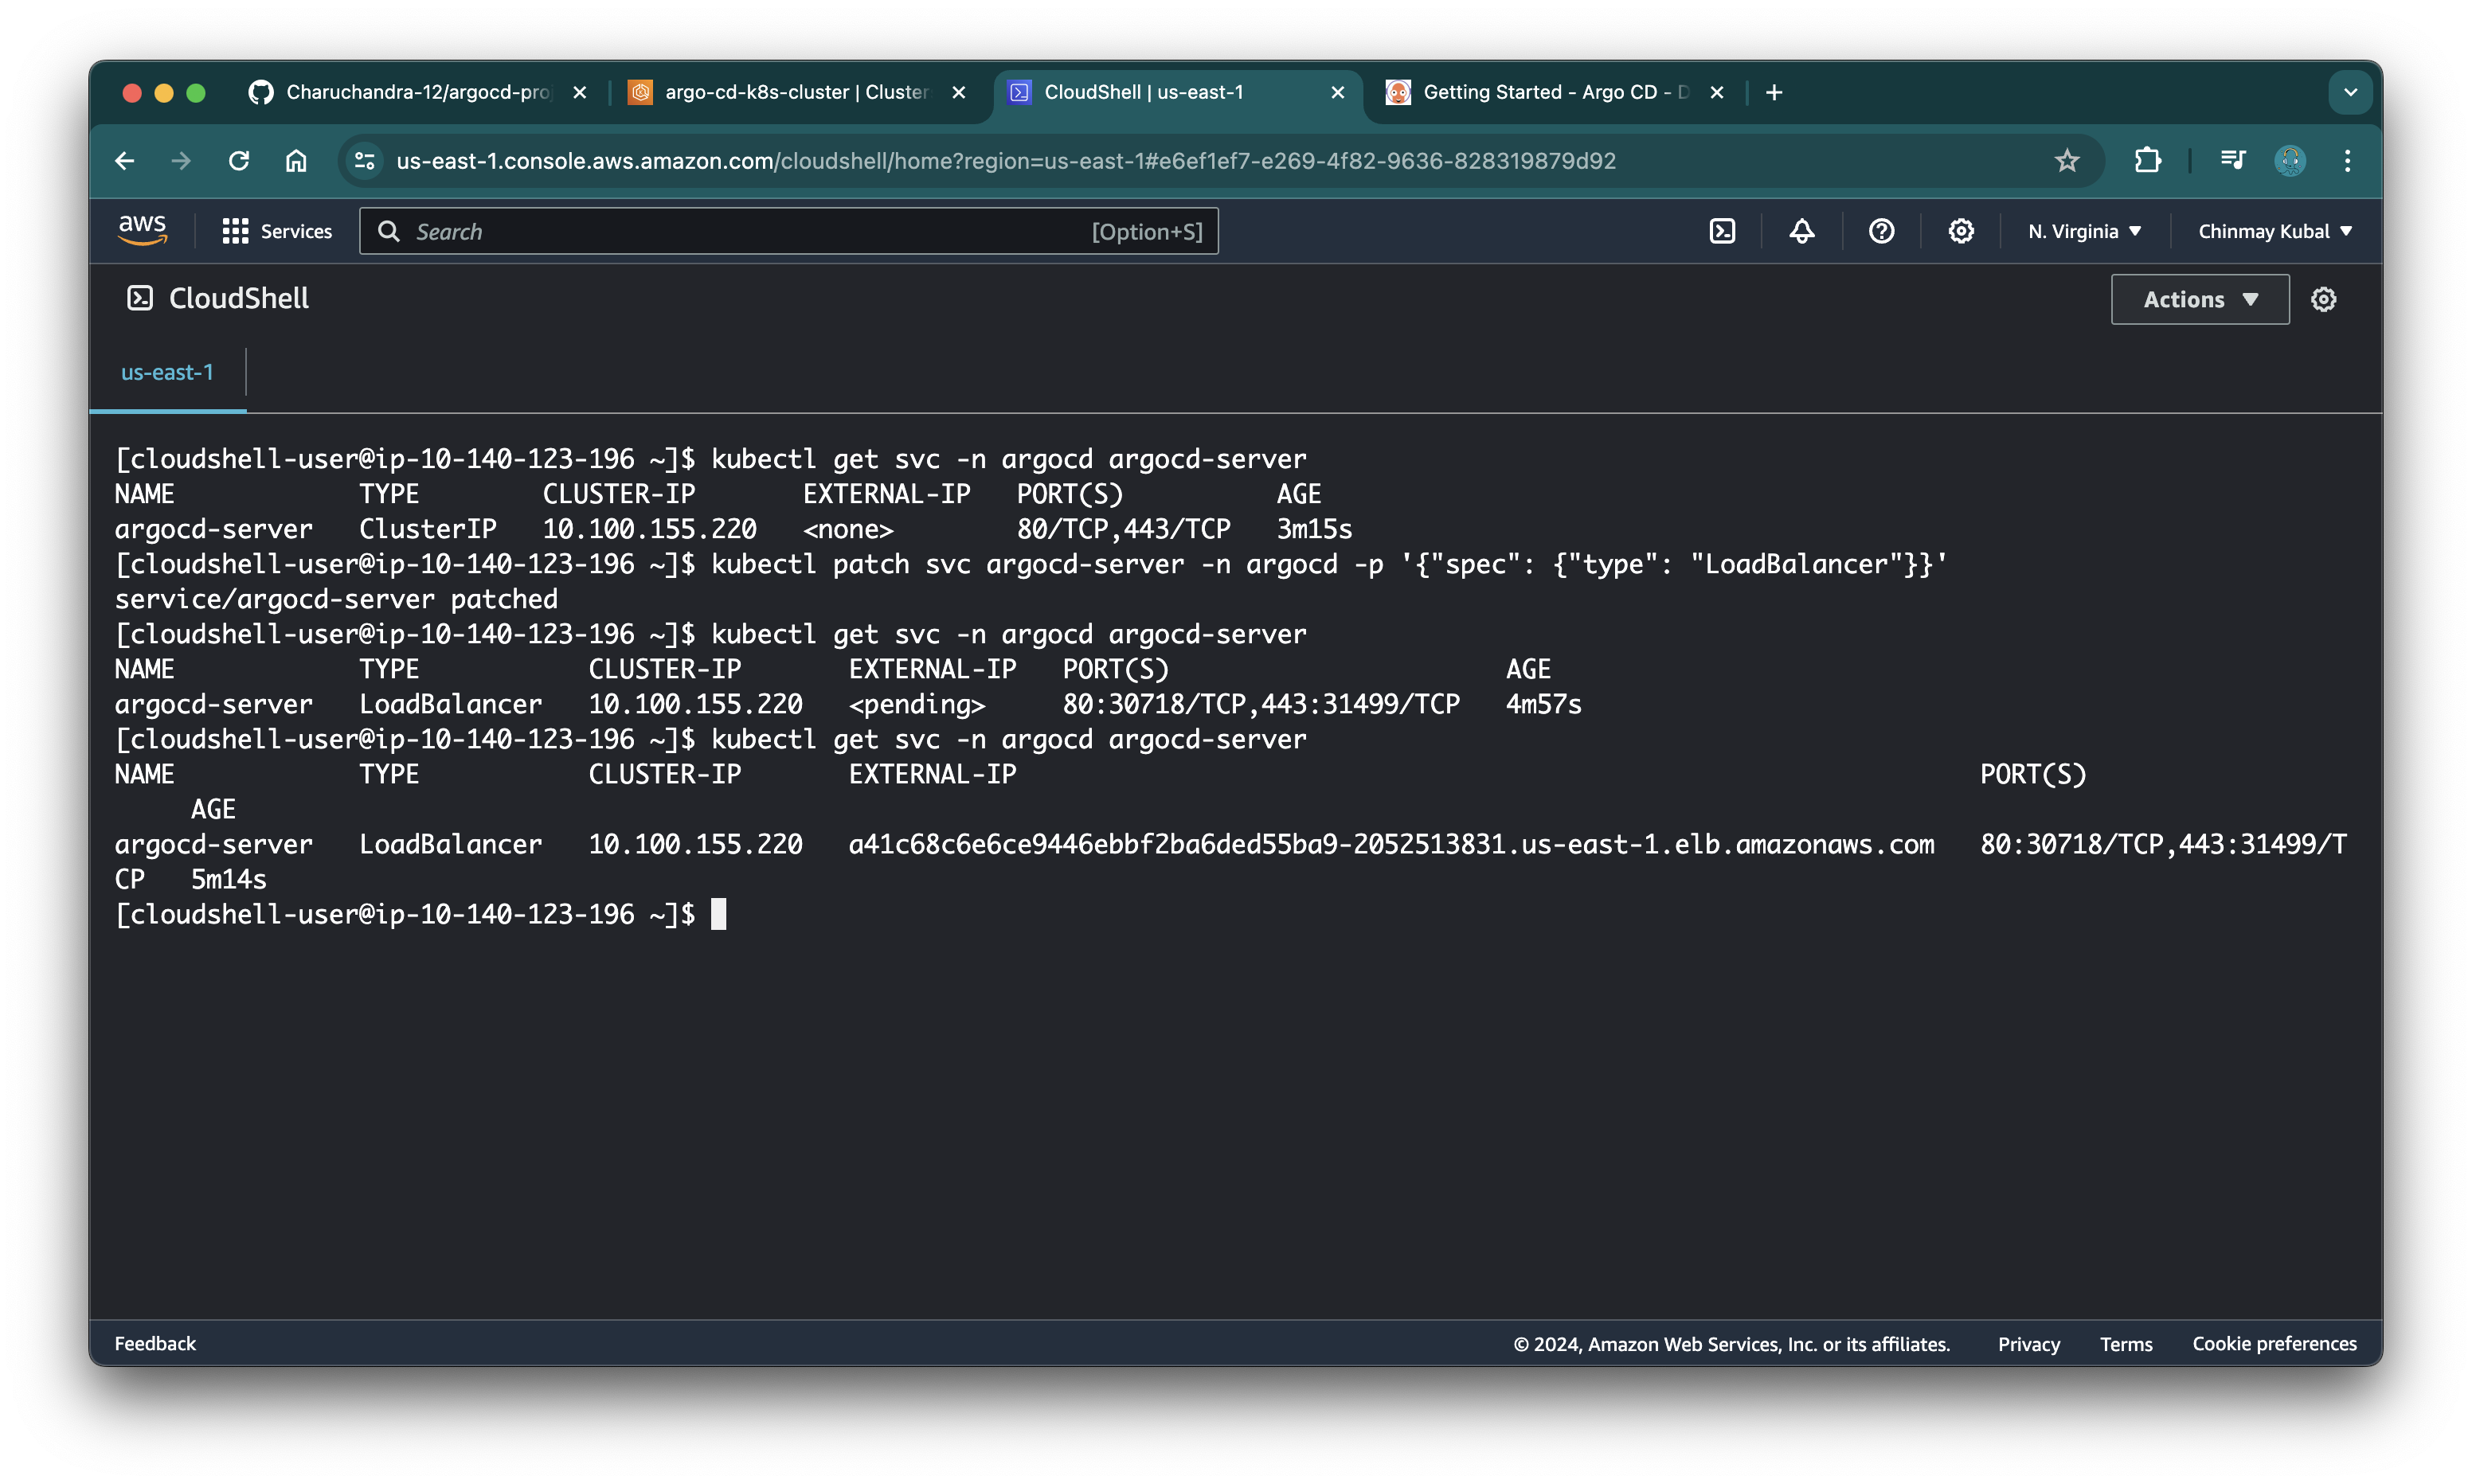 Charuchandra-12/argocd-pro
argo-cd-k8s-cluster | Cluster
CloudShell | us-east-1
Getting Started - Argo CD - D
us-east-1.console.aws.amazon.com/cloudshell/home?region=us-east-1#e6ef1ef7-e269-4f82-9636-828319879d92
aws
Services
Search
[Option+S]
N. Virginia
Chinmay Kubal
CloudShell
Actions
us-east-1
[cloudshell-user@ip-10-140-123-196 ~]$ kubectl get svc -n argocd argocd-server
NAME TYPE CLUSTER-IP EXTERNAL-IP PORT(S) AGE
argocd-server ClusterIP 10.100.155.220 <none> 80/TCP,443/TCP 3m15s
[cloudshell-user@ip-10-140-123-196 ~]$ kubectl patch svc argocd-server -n argocd -p '{"spec": {"type": "LoadBalancer"}}'
service/argocd-server patched
[cloudshell-user@ip-10-140-123-196 ~]$ kubectl get svc -n argocd argocd-server
NAME TYPE CLUSTER-IP EXTERNAL-IP PORT(S) AGE
argocd-server LoadBalancer 10.100.155.220 <pending> 80:30718/TCP,443:31499/TCP 4m57s
[cloudshell-user@ip-10-140-123-196 ~]$ kubectl get svc -n argocd argocd-server
NAME TYPE CLUSTER-IP EXTERNAL-IP PORT(S)
AGE
argocd-server LoadBalancer 10.100.155.220 a41c68c6e6ce9446ebbf2ba6ded55ba9-2052513831.us-east-1.elb.amazonaws.com 80:30718/TCP,443:31499/T
CP 5m14s
[cloudshell-user@ip-10-140-123-196 ~]$
Feedback
© 2024, Amazon Web Services, Inc. or its affiliates.
Privacy
Terms
Cookie preferences